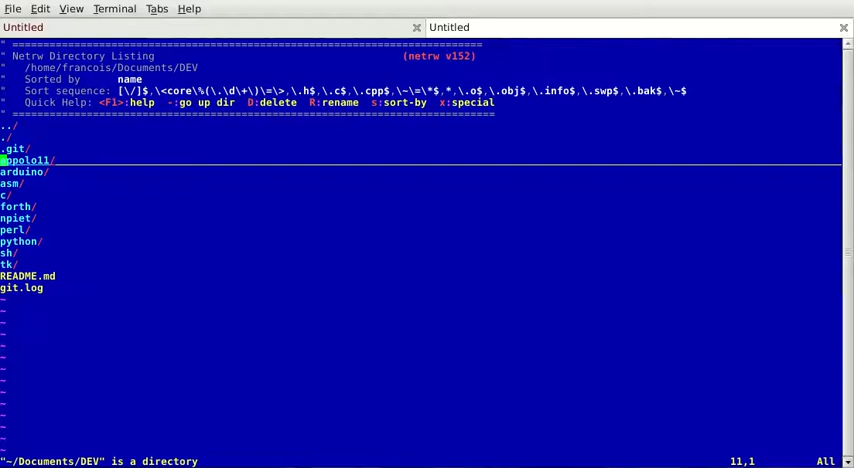 File Edit View Terminal Tabs Help
Untitled Untitled
" ============================================================================
" Netrw Directory Listing (netrw v152)
" /home/francois/Documents/DEV
" Sorted by name
" Sort sequence: [\/]$,\<core\%(\.\d\+\)\=\>,\.h$,\.c$,\.cpp$,\~\=\*$,*,\.o$,\.obj$,\.info$,\.swp$,\.bak$,\~$
" Quick Help: <F1>:help -:go up dir D:delete R:rename s:sort-by x:special
" ==============================================================================
../
./
.git/
appolo11/
arduino/
asm/
c/
forth/
npiet/
perl/
python/
sh/
tk/
README.md
git.log
~
~
~
~
~
~
~
~
~
~
~
~
~
~
"~/Documents/DEV" is a directory 11,1 All